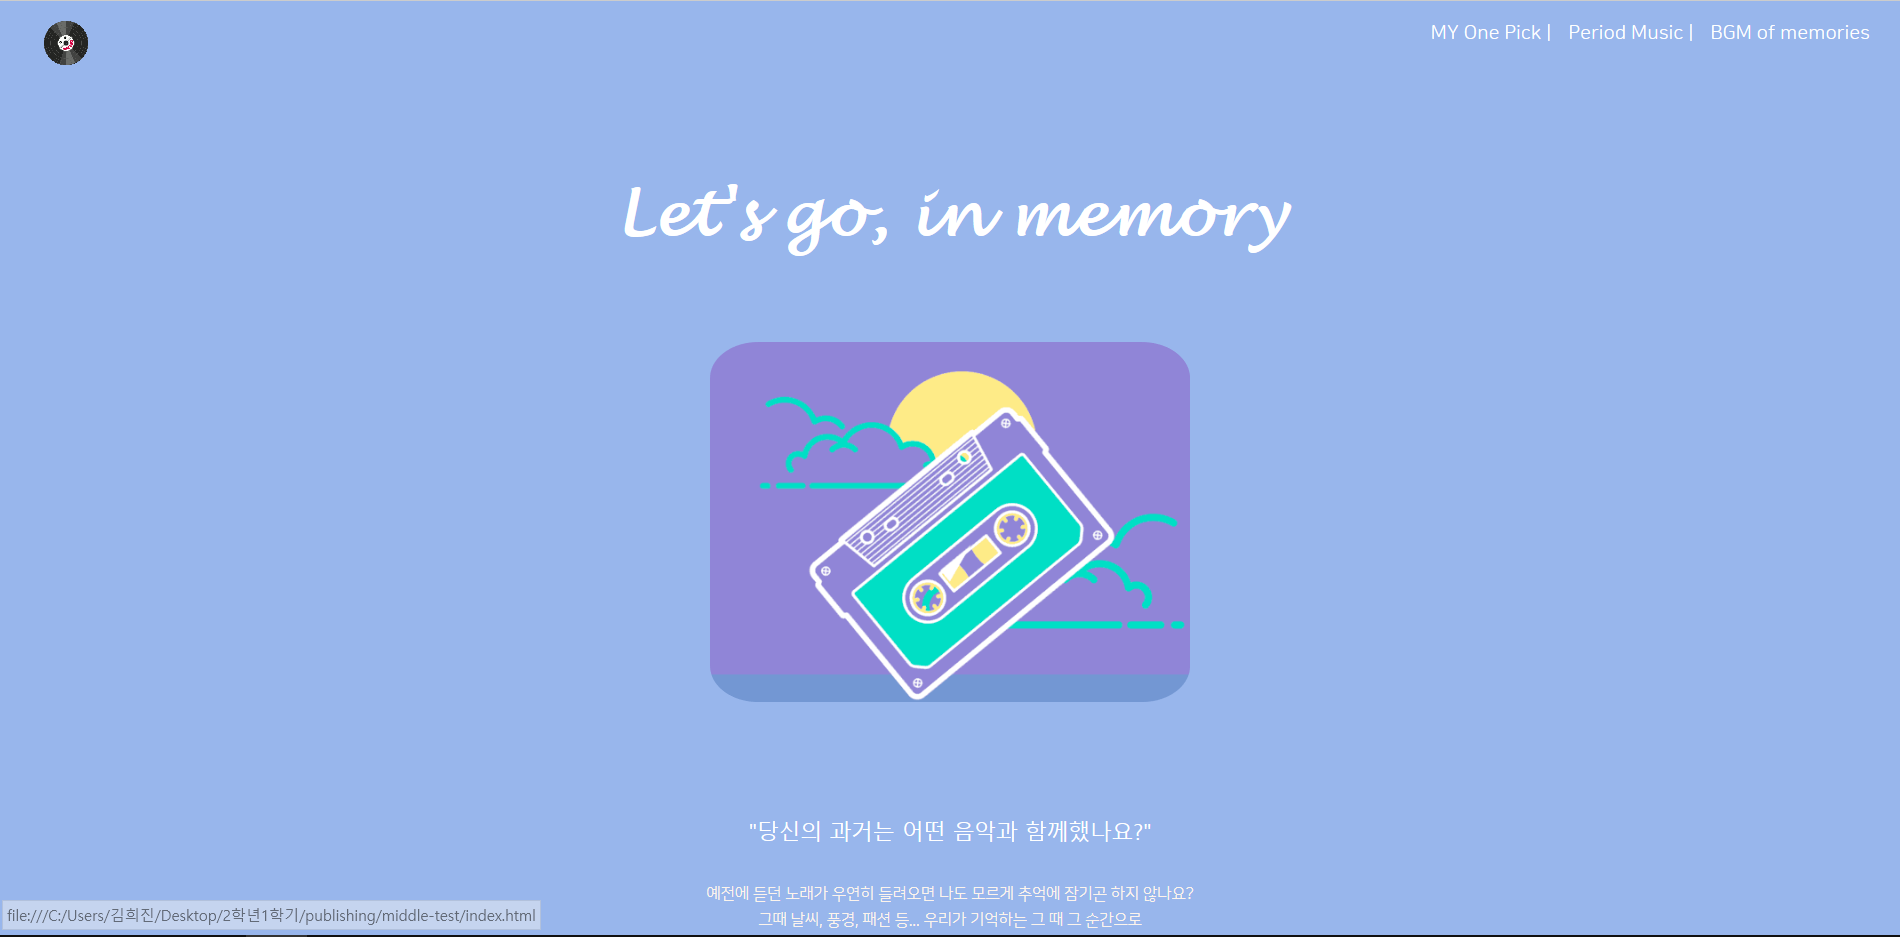 MY One Pick | Period Music | BGM of memories
Let's go, in memory
"당신의 과거는 어떤 음악과 함께했나요?"
예전에 듣던 노래가 우연히 들려오면 나도 모르게 추억에 잠기곤 하지 않나요?
그때 날씨, 풍경, 패션 등... 우리가 기억하는 그 때 그 순간으로
file:///C:/Users/김희진/Desktop/2학년1학기/publishing/middle-test/index.html